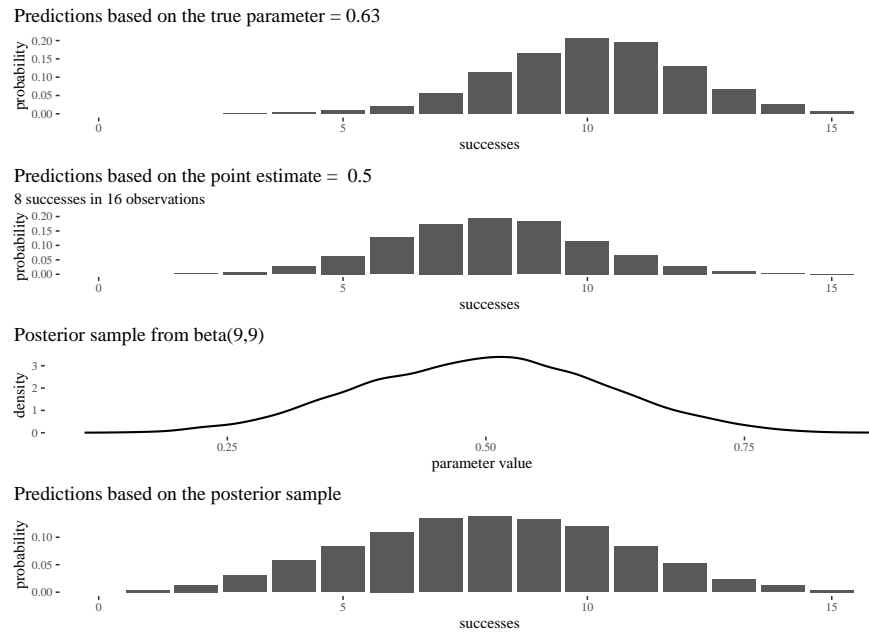 Predictions based on the true parameter = 0.63
probability
0.20
0.15
0.10
0.05
0.00
0 5 10 15
successes
Predictions based on the point estimate = 0.5
8 successes in 16 observations
probability
0.20
0.15
0.10
0.05
0.00
0 5 10 15
successes
Posterior sample from beta(9,9)
density
3
2
1
0
0.25 0.50 0.75
parameter value
Predictions based on the posterior sample
probability
0.10
0.05
0.00
0 5 10 15
successes